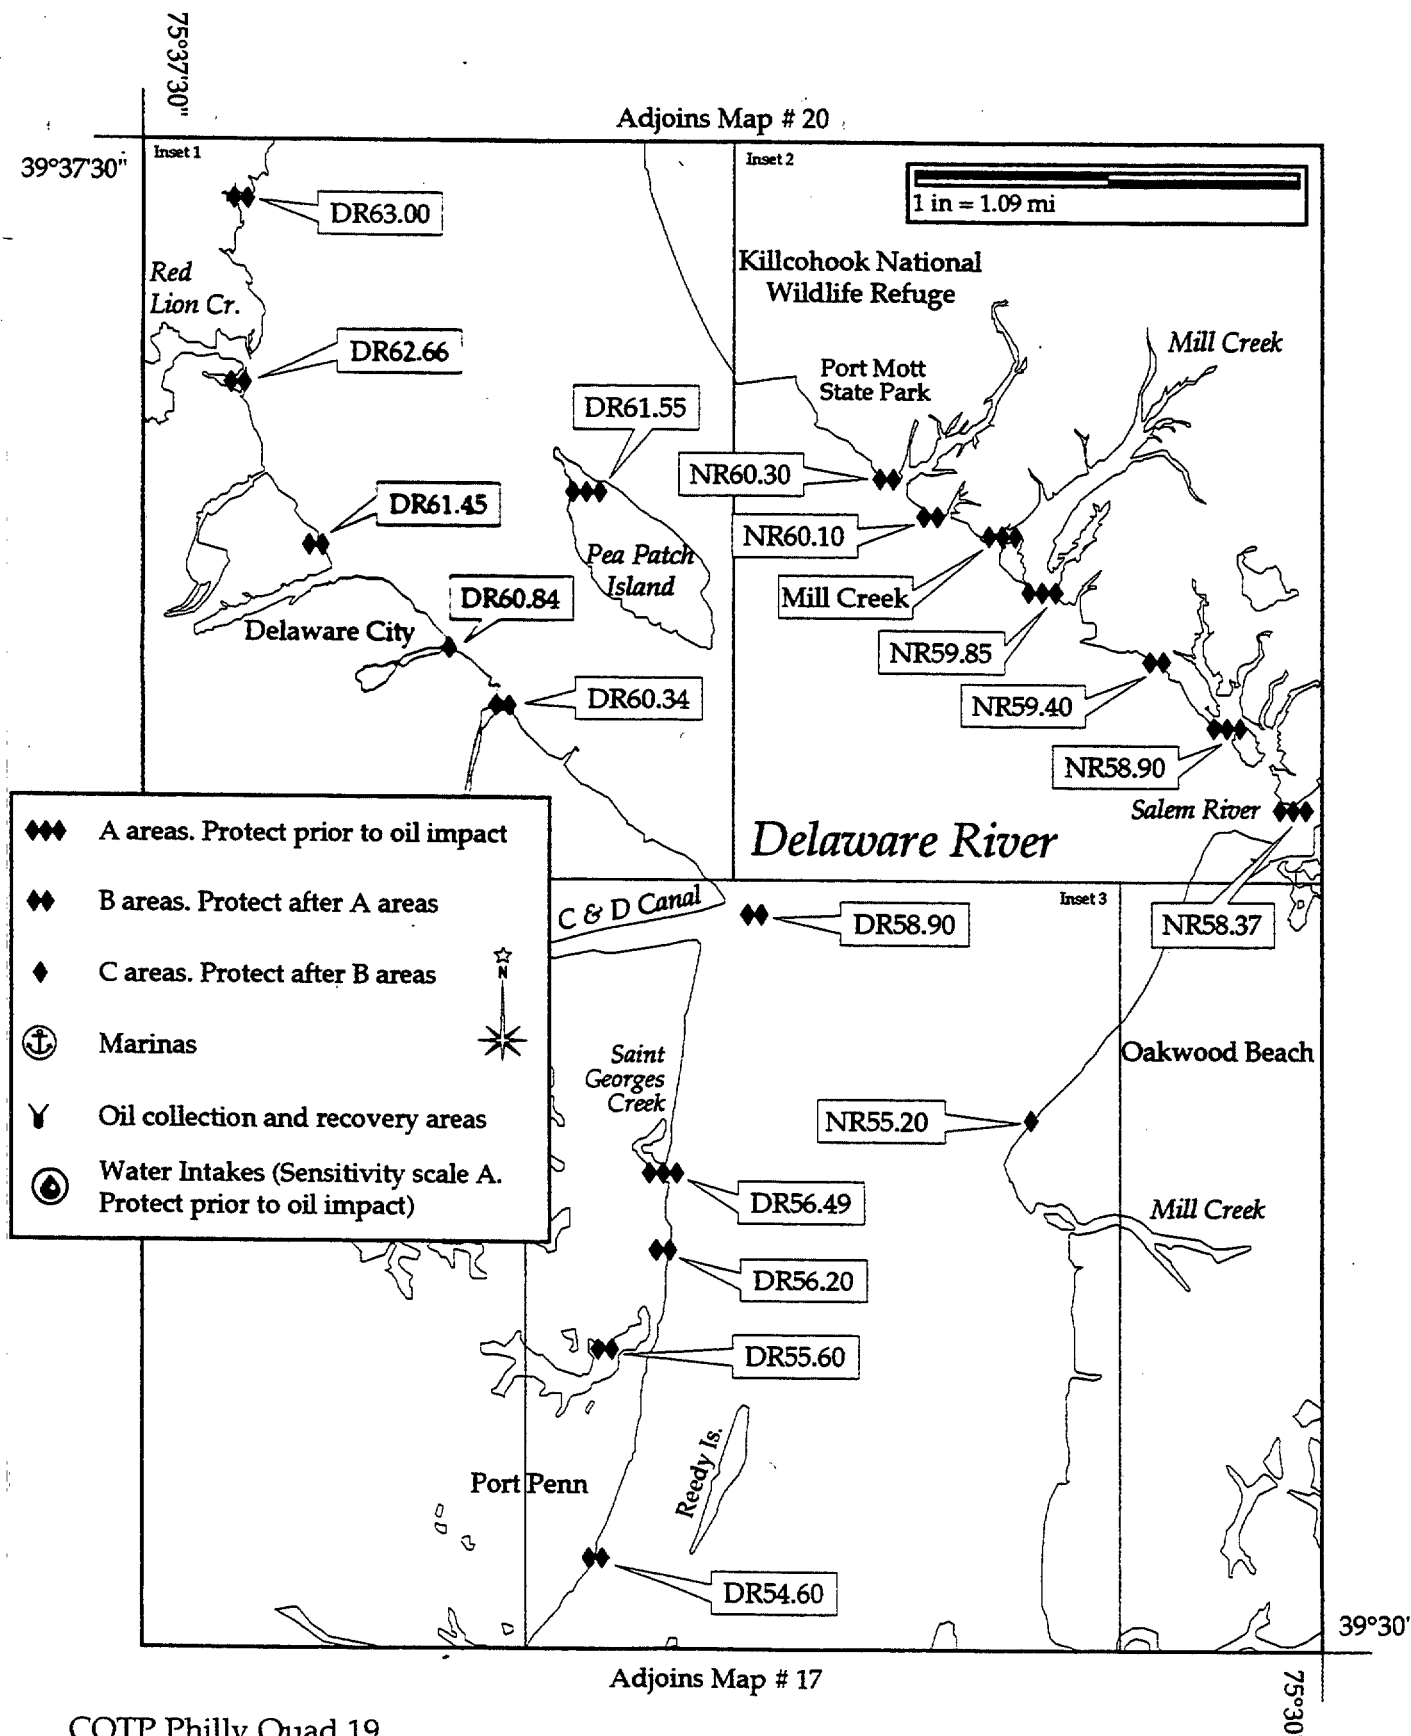 75°37'30"
Adjoins Map # 20
39°37'30"
Inset 1
Inset 2
1 in = 1.09 mi
DR63.00
Killcohook National
Wildlife Refuge
Red
Lion Cr.
DR62.66
Mill Creek
Port Mott
State Park
DR61.55
NR60.30
DR61.45
NR60.10
Pea Patch
Island
Mill Creek
DR60.84
Delaware City
NR59.85
DR60.34
NR59.40
NR58.90
Salem River
Delaware River
A areas. Protect prior to oil impact
B areas. Protect after A areas
C areas. Protect after B areas
N
Marinas
Oil collection and recovery areas
Water Intakes (Sensitivity scale A.
Protect prior to oil impact)
C & D Canal
Inset 3
DR58.90
NR58.37
Saint
Georges
Creek
Oakwood Beach
NR55.20
DR56.49
Mill Creek
DR56.20
DR55.60
Reedy Is.
Port Penn
DR54.60
39°30'
Adjoins Map # 17
75°30
COTP Philly Quad 19